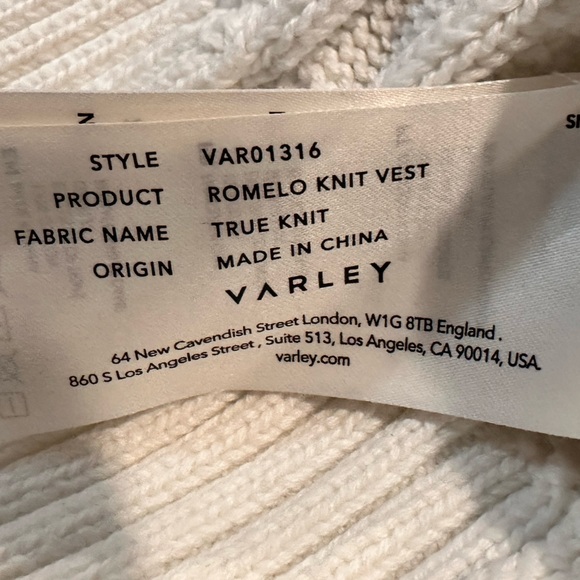 STYLE VAR01316
PRODUCT ROMELO KNIT VEST
FABRIC NAME TRUE KNIT
ORIGIN MADE IN CHINA
VARLEY
64 New Cavendish Street London, W1G 8TB England .
860 S Los Angeles Street , Suite 513, Los Angeles, CA 90014, USA.
varley.com